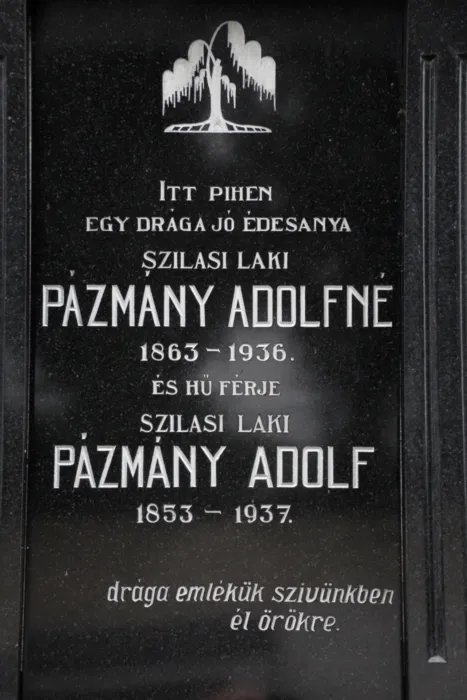 ITT PIHEN
EGY DRÁGA JÓ ÉDESANYA
SZILASI LAKI
PÁZMÁNY ADOLFNÉ
1863 – 1936.
ÉS HŰ FÉRJE
SZILASI LAKI
PÁZMÁNY ADOLF
1853 – 1937.
drága emlékük szivünkben
él örökre.